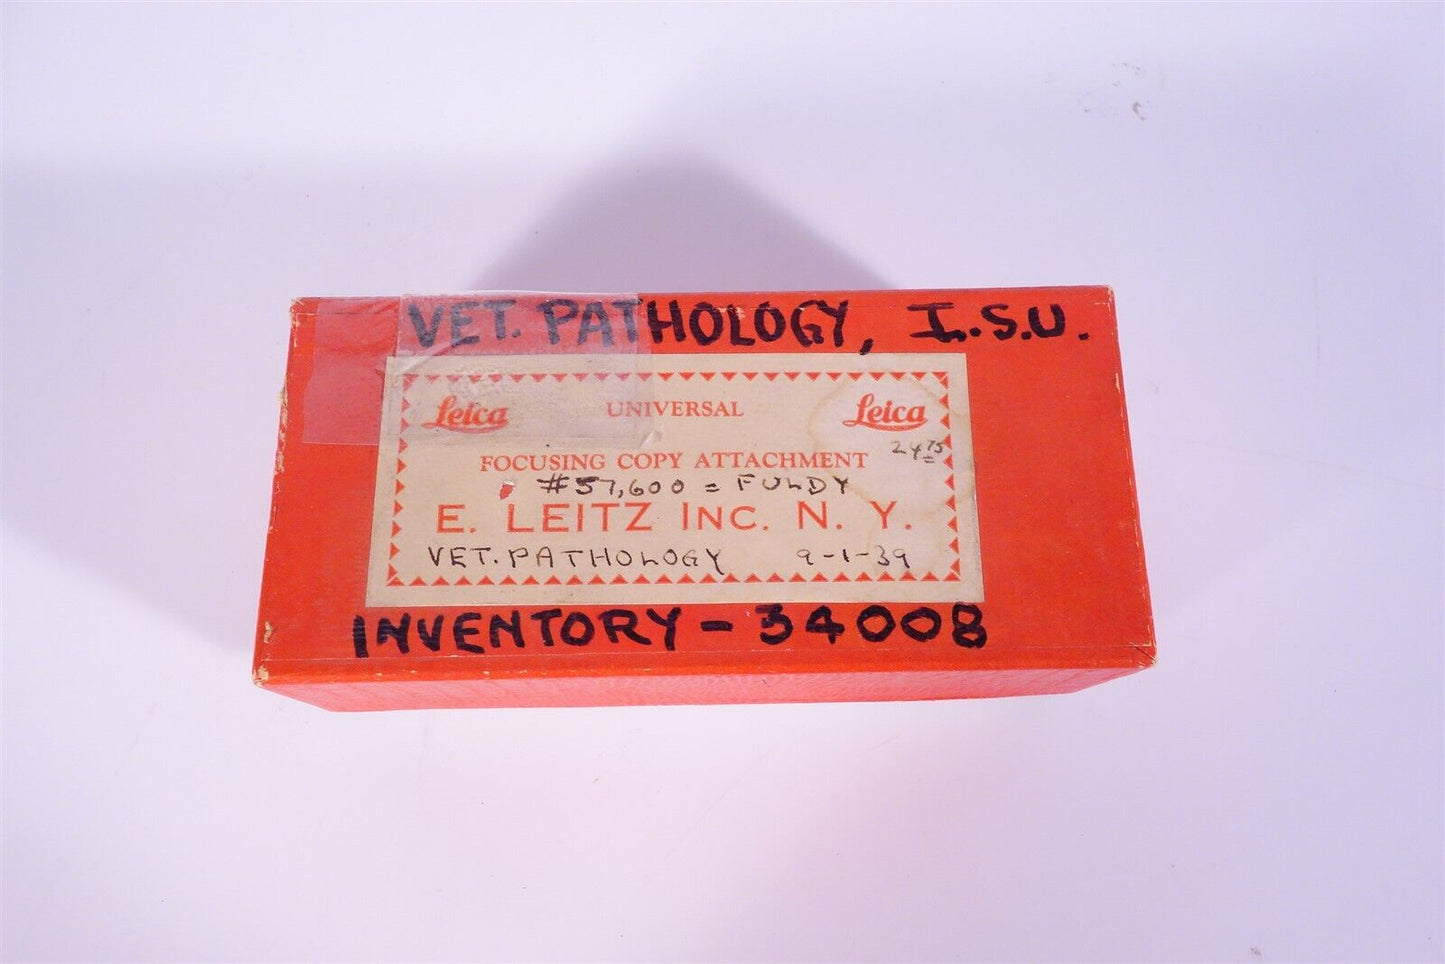 VET. PATHOLOGY, I.S.U.
Leica UNIVERSAL Leica
FOCUSING COPY ATTACHMENT 24 75
#57,600 = FULDY
E. LEITZ INC. N. Y.
VET. PATHOLOGY 9-1-39
INVENTORY - 34008